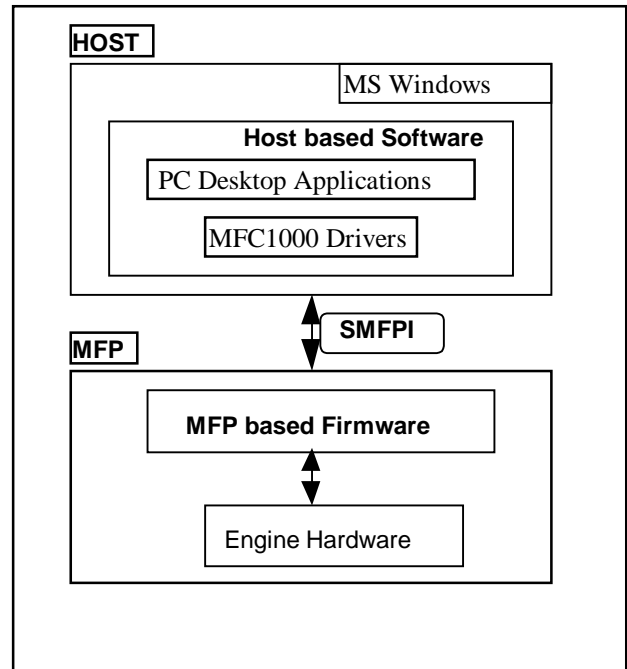 HOST
MS Windows
Host based Software
PC Desktop Applications
MFC1000 Drivers
SMFPI
MFP
MFP based Firmware
Engine Hardware